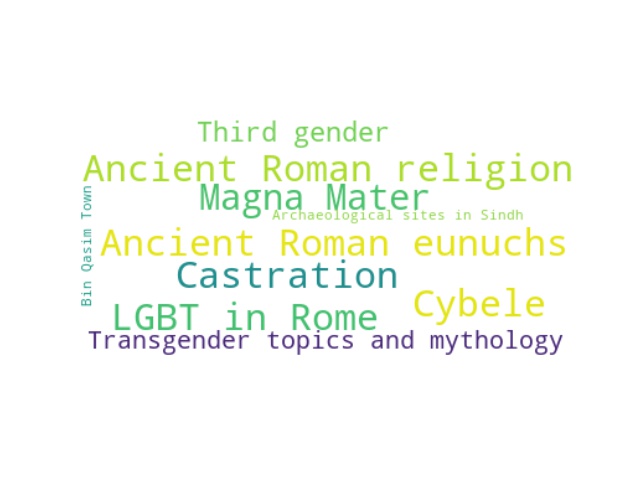 Third gender
Ancient Roman religion
Magna Mater
Archaeological sites in Sindh
Bin Qasim Town
Ancient Roman eunuchs
Castration
Cybele
LGBT in Rome
Transgender topics and mythology